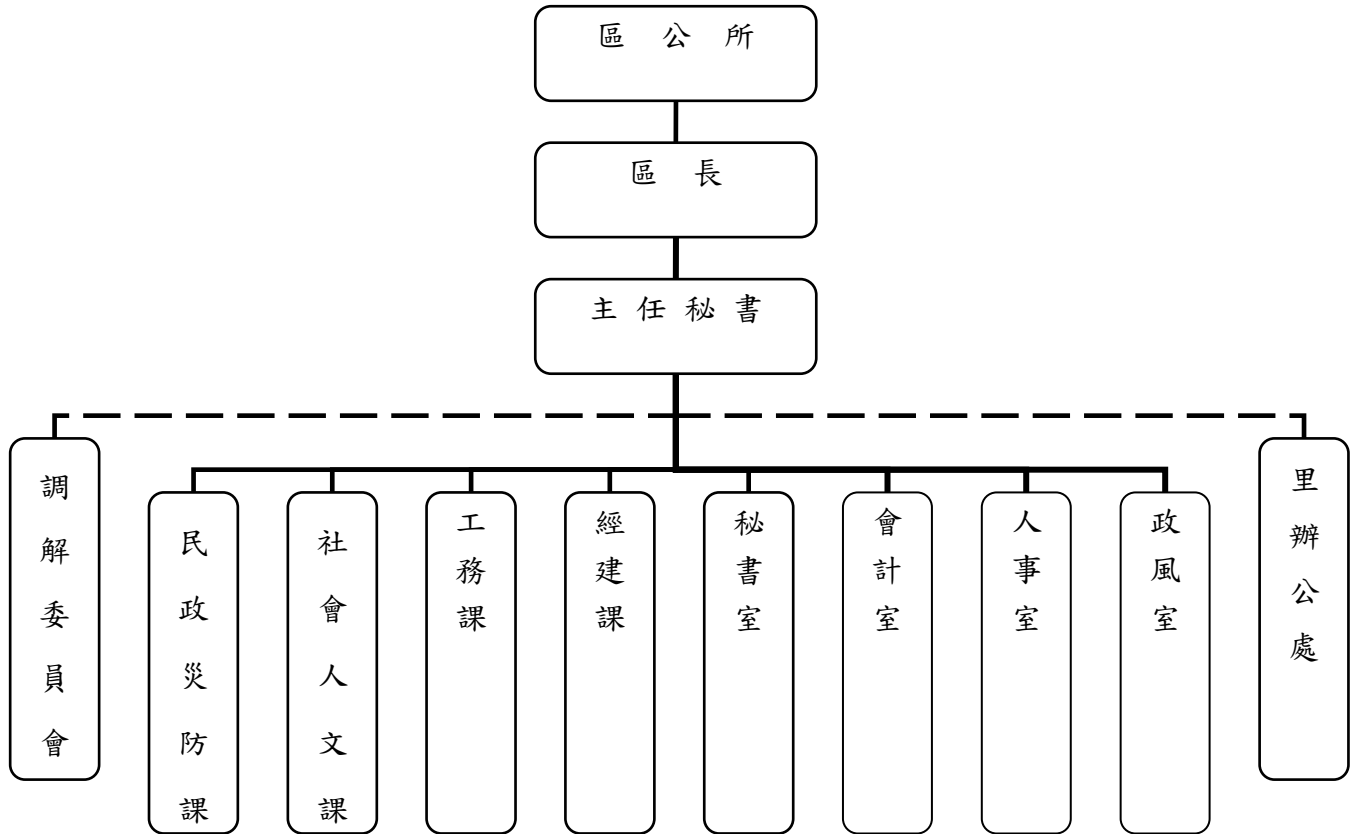 區公所
區長
主任秘書
調解委員會
民政災防課
社會人文課
工務課
經建課
秘書室
會計室
人事室
政風室
里辦公處